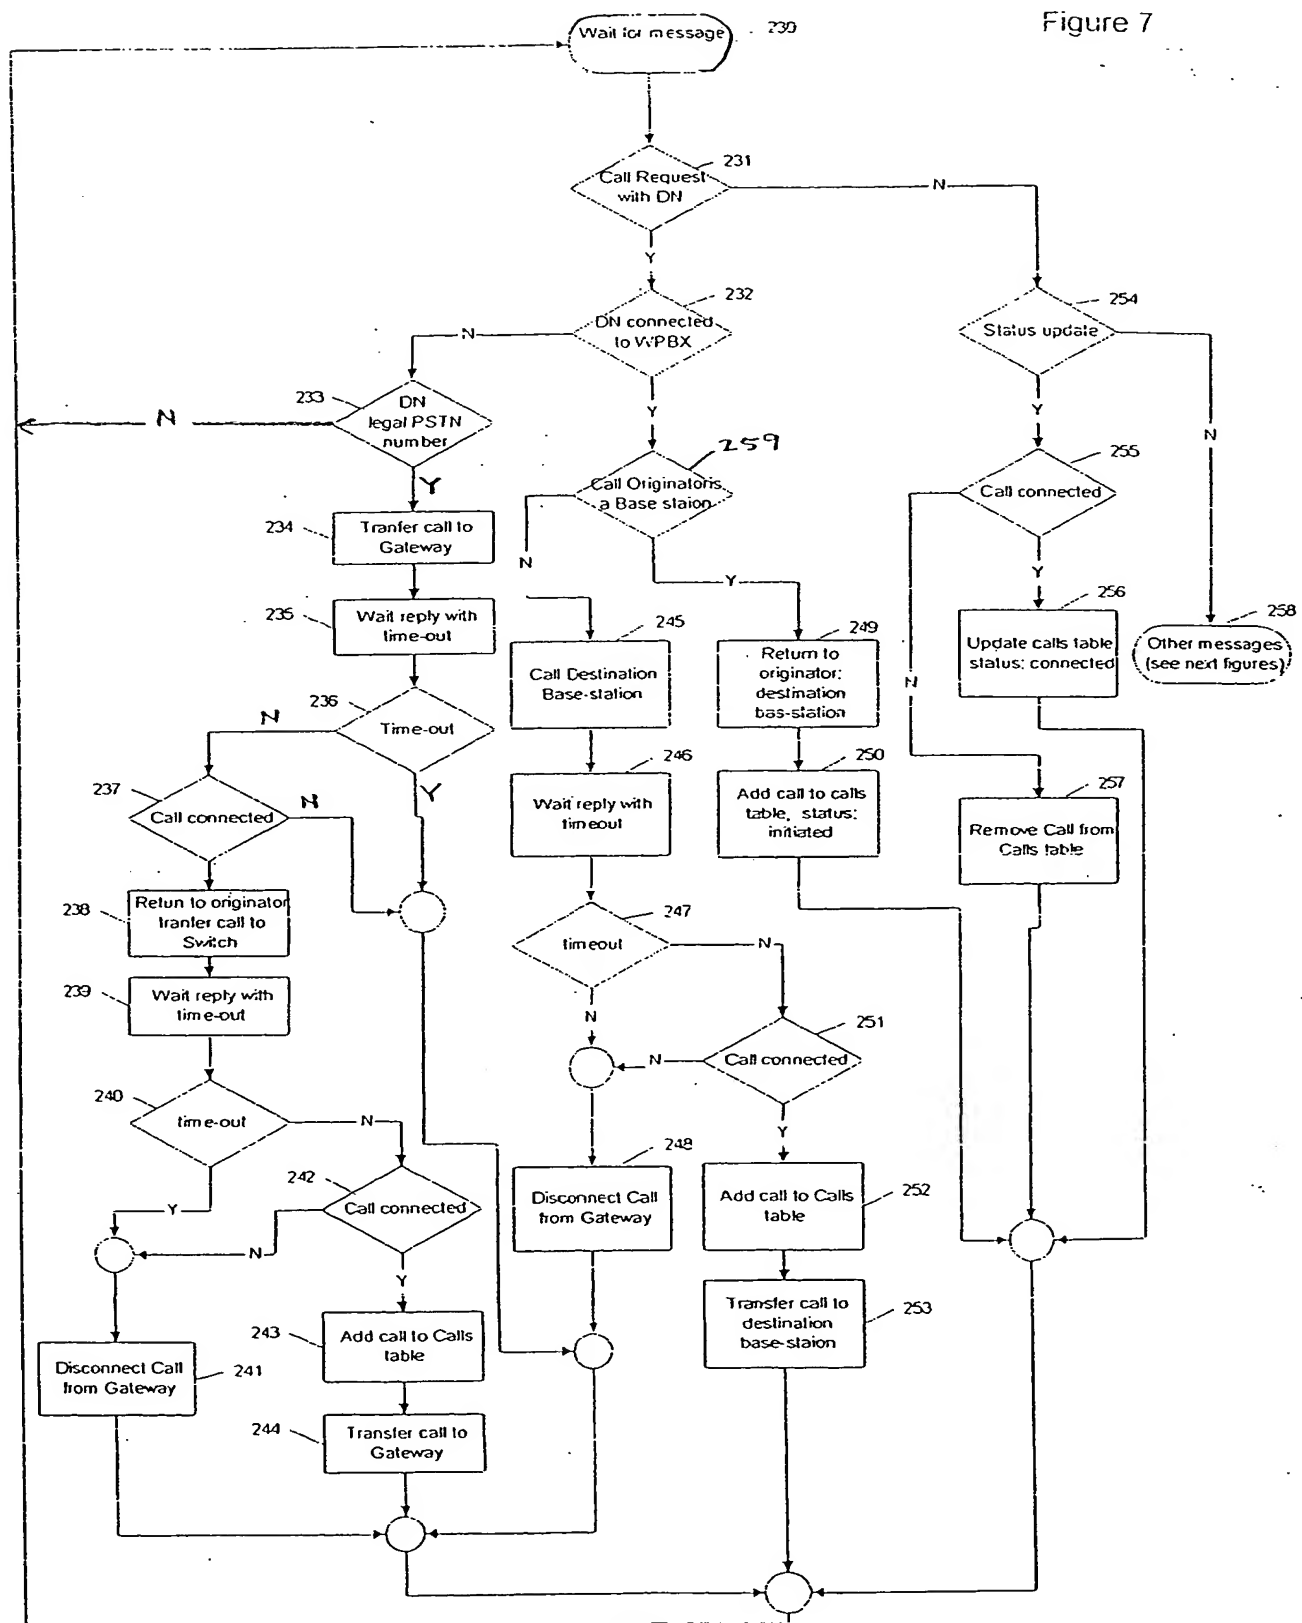 Figure 7
Wait for message
230
231
Call Request
with DN
N
Y
232
DN connected
to WPBX
N
254
Status update
233
DN
legal PSTN
number
N
Y
Y
N
259
Call Originator is
a Base staion
255
Call connected
Y
234
Tranfer call to
Gateway
N
Y
Y
235
Wait reply with
time-out
245
Call Destination
Base-station
249
Return to
originator:
destination
bas-station
256
Update calls table
status: connected
258
Other messages
(see next figures)
N
236
Time-out
N
Y
246
Wait reply with
timeout
250
Add call to calls
table, status:
initiated
237
Call connected
N
257
Remove Call from
Calls table
238
Retun to originator
tranfer call to
Switch
247
timeout
N
N
239
Wait reply with
time-out
251
Call connected
N
Y
240
time-out
N
Y
242
Call connected
N
Y
248
Disconnect Call
from Gateway
252
Add call to Calls
table
243
Add call to Calls
table
253
Transfer call to
destination
base-staion
241
Disconnect Call
from Gateway
244
Transfer call to
Gateway